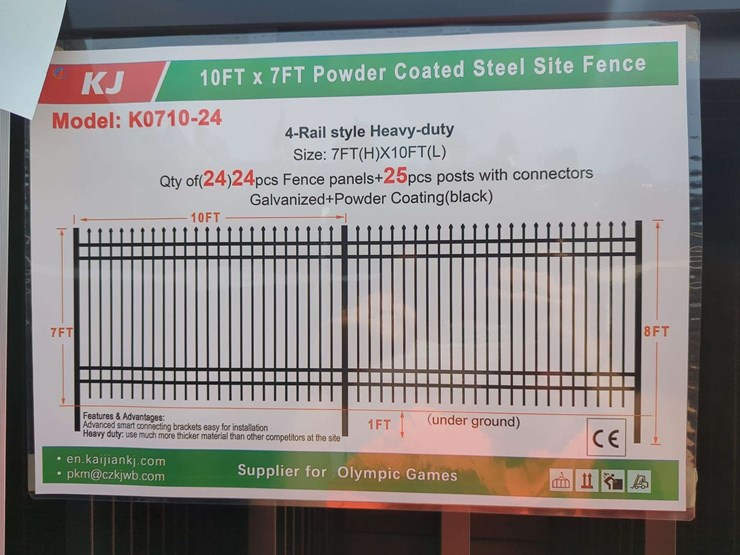 KJ
10FT x 7FT Powder Coated Steel Site Fence
Model: K0710-24
4-Rail style Heavy-duty
Size: 7FT(H)X10FT(L)
Qty of(24)24pcs Fence panels+25pcs posts with connectors
Galvanized+Powder Coating(black)
10FT
7FT
8FT
Features & Advantages:
Advanced smart connecting brackets easy for installation
Heavy duty: use much more thicker material than other competitors at the site
1FT
(under ground)
CE
• en.kaijiankj.com
• pkm@czkjwb.com
Supplier for Olympic Games